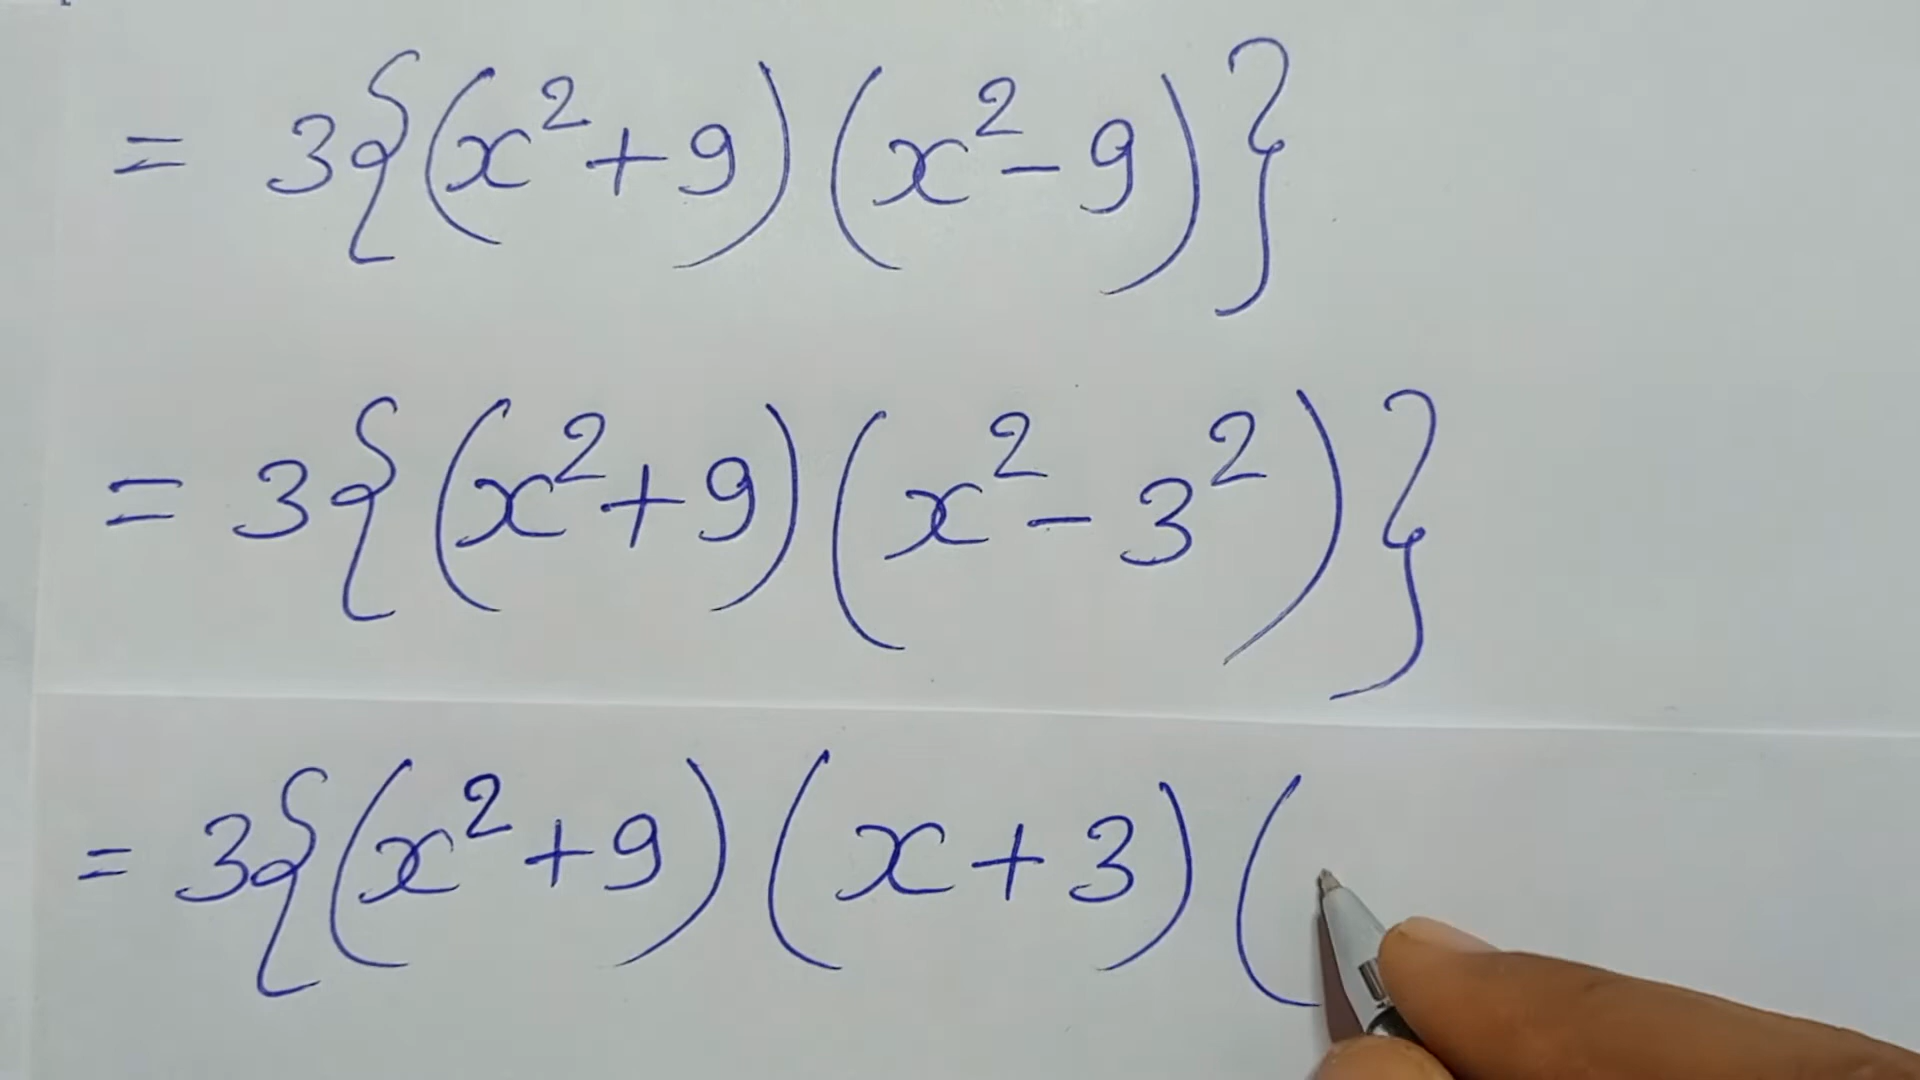 = 3{(x²+9)(x²-9)}
= 3{(x²+9)(x²-3²)}
= 3{(x²+9)(x+3)(